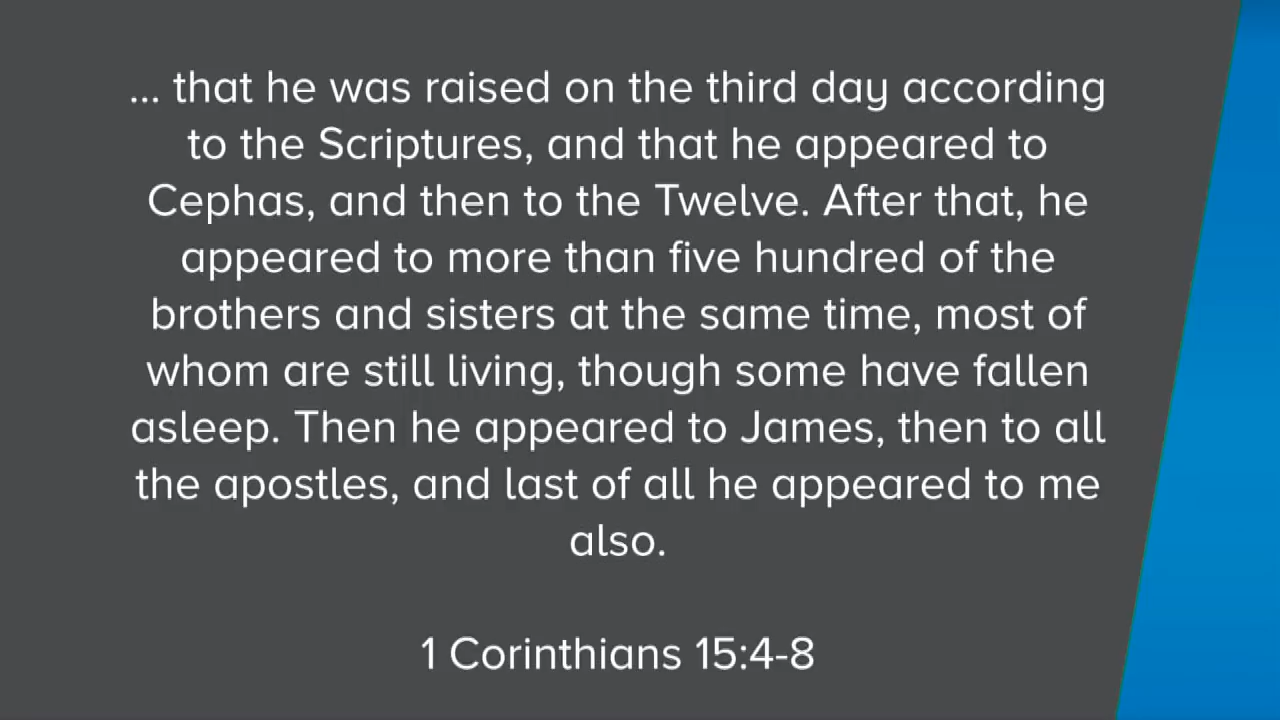 ... that he was raised on the third day according
to the Scriptures, and that he appeared to
Cephas, and then to the Twelve. After that, he
appeared to more than five hundred of the
brothers and sisters at the same time, most of
whom are still living, though some have fallen
asleep. Then he appeared to James, then to all
the apostles, and last of all he appeared to me
also.
1 Corinthians 15:4-8